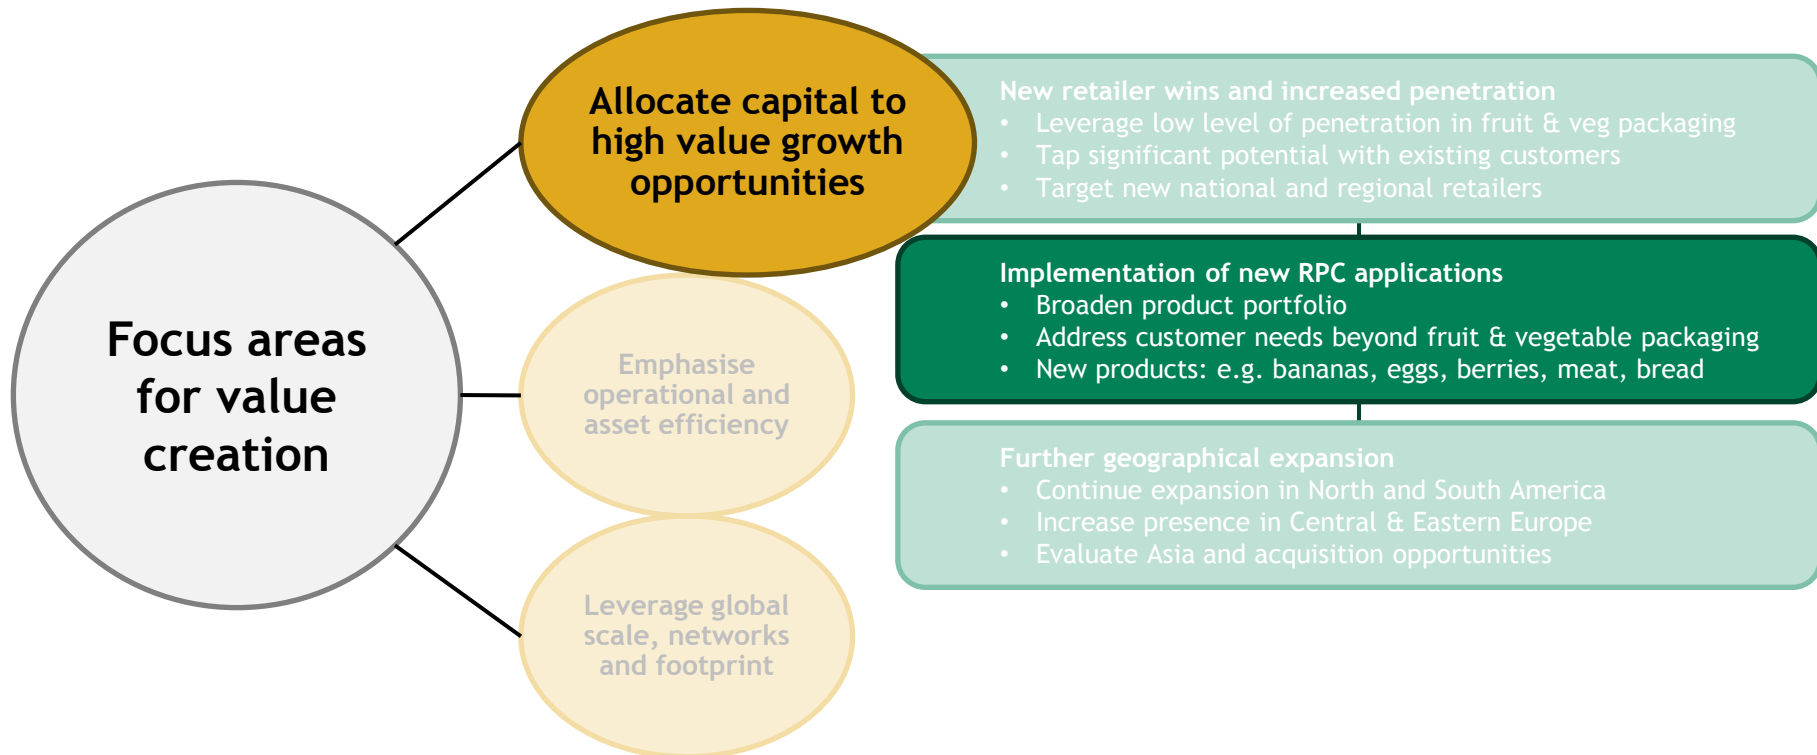 Focus areas
for value
creation
Allocate capital to
high value growth
opportunities
Emphasise
operational and
asset efficiency
Leverage global
scale, networks
and footprint
New retailer wins and increased penetration
• Leverage low level of penetration in fruit & veg packaging
• Tap significant potential with existing customers
• Target new national and regional retailers
Implementation of new RPC applications
• Broaden product portfolio
• Address customer needs beyond fruit & vegetable packaging
• New products: e.g. bananas, eggs, berries, meat, bread
Further geographical expansion
• Continue expansion in North and South America
• Increase presence in Central & Eastern Europe
• Evaluate Asia and acquisition opportunities